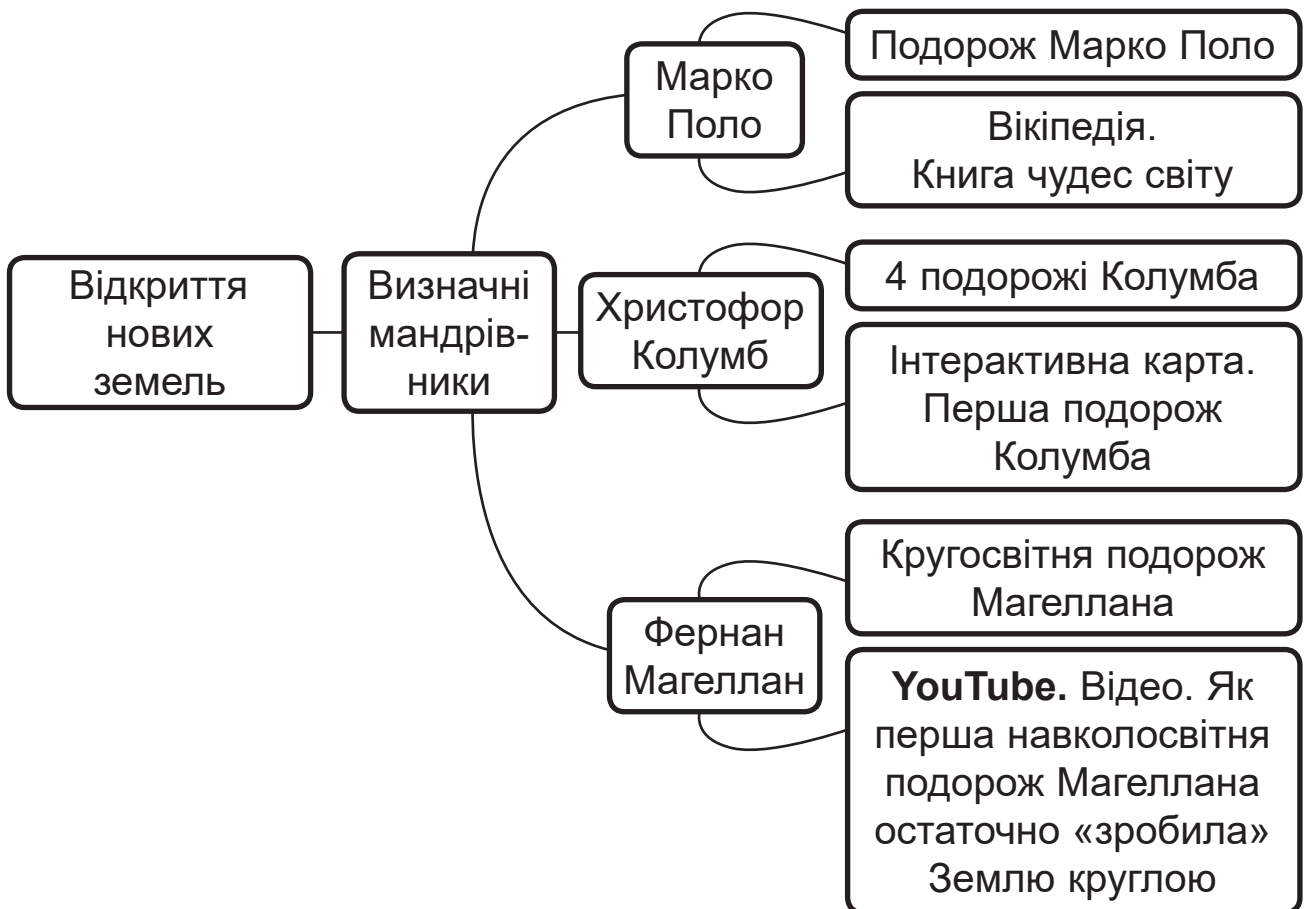 Відкриття
нових
земель
Визначні
мандрів-
ники
Марко
Поло
Подорож Марко Поло
Вікіпедія.
Книга чудес світу
Христофор
Колумб
4 подорожі Колумба
Інтерактивна карта.
Перша подорож
Колумба
Фернан
Магеллан
Кругосвітня подорож
Магеллана
YouTube. Відео. Як
перша навколосвітня
подорож Магеллана
остаточно «зробила»
Землю круглою